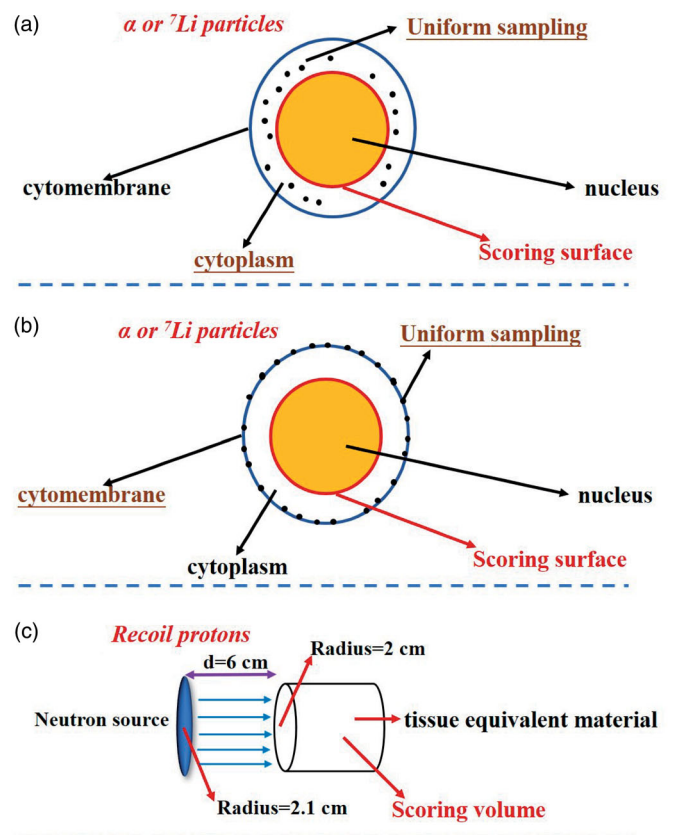 (a)
α or ⁷Li particles
Uniform sampling
cytomembrane
nucleus
cytoplasm
Scoring surface
(b)
α or ⁷Li particles
Uniform sampling
cytomembrane
nucleus
cytoplasm
Scoring surface
(c)
Recoil protons
d=6 cm
Radius=2 cm
Neutron source
tissue equivalent material
Radius=2.1 cm
Scoring volume